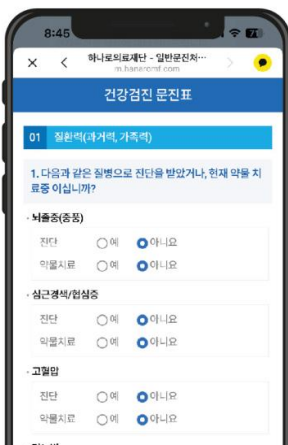 8:45
71
하나로의료재단 - 일반문진처…
m.hanaromf.com
건강검진 문진표
01 질환력(과거력, 가족력)
1. 다음과 같은 질병으로 진단을 받았거나, 현재 약물 치
료중 이십니까?
· 뇌졸중(중풍)
진단 예 아니요
약물치료 예 아니요
· 심근경색/협심증
진단 예 아니요
약물치료 예 아니요
· 고혈압
진단 예 아니요
약물치료 예 아니요